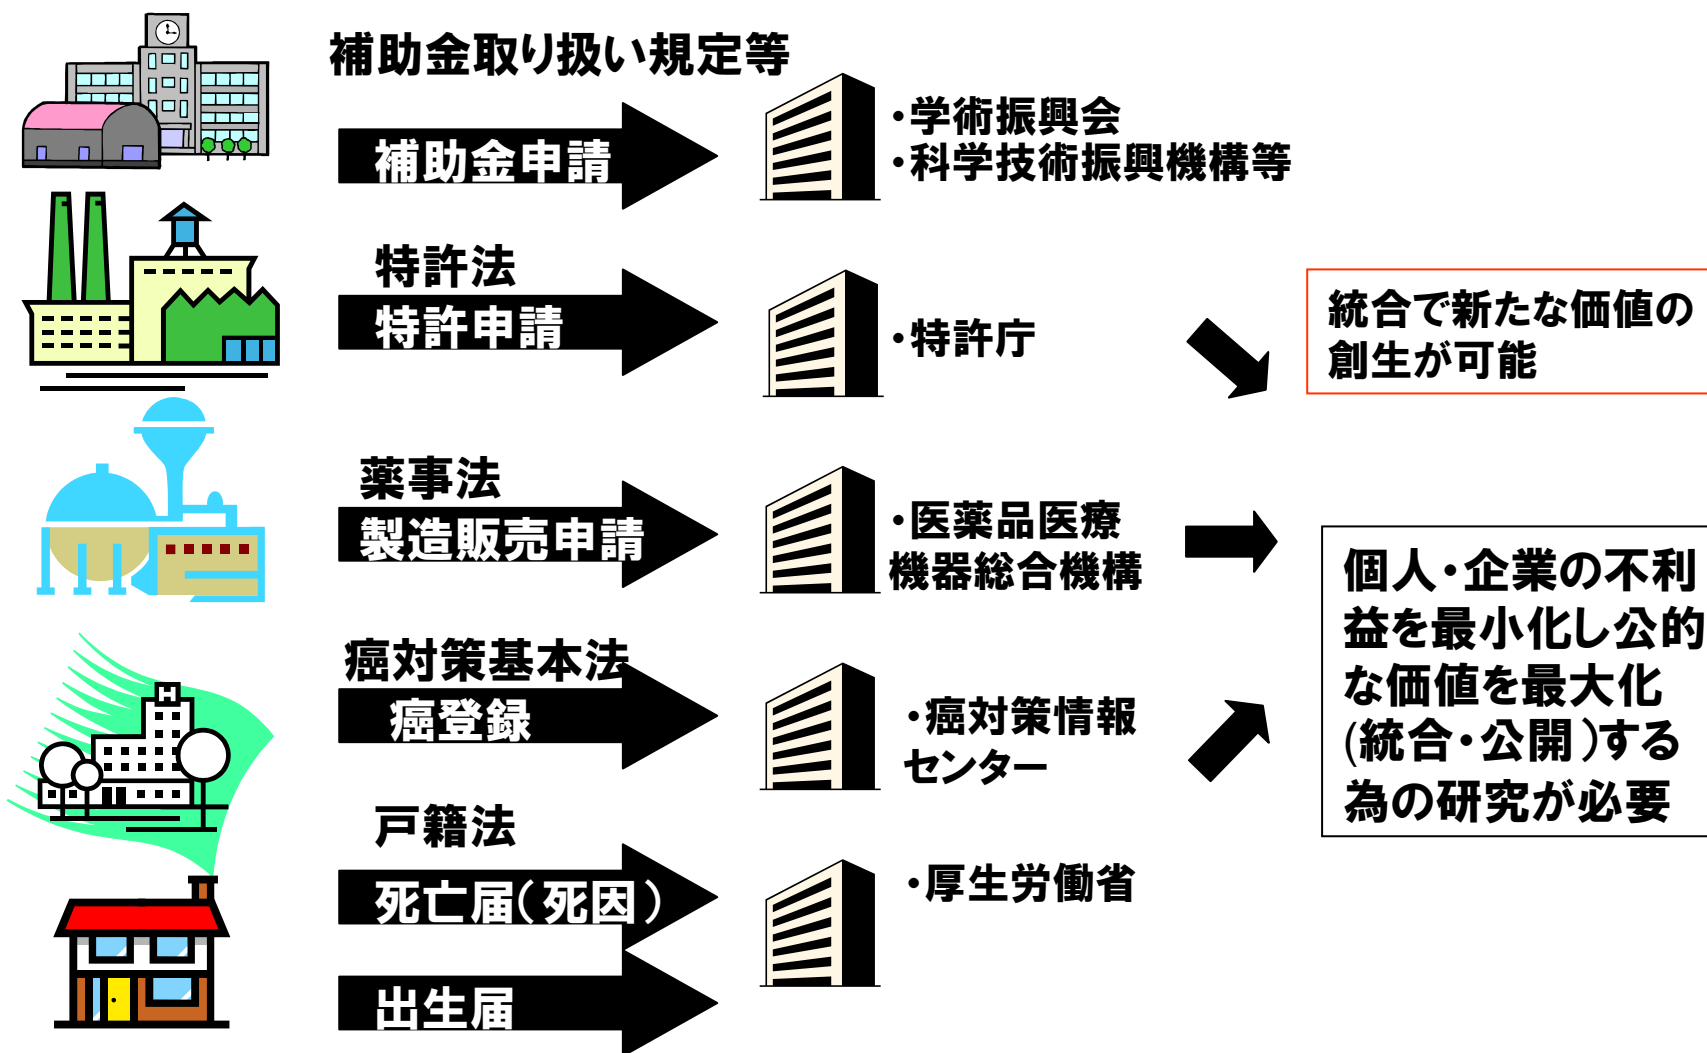 補助金取り扱い規定等
補助金申請
・学術振興会
・科学技術振興機構等
特許法
特許申請
・特許庁
統合で新たな価値の
創生が可能
薬事法
製造販売申請
・医薬品医療
機器総合機構
個人・企業の不利
益を最小化し公的
な価値を最大化
(統合・公開)する
為の研究が必要
癌対策基本法
癌登録
・癌対策情報
センター
戸籍法
死亡届(死因)
・厚生労働省
出生届